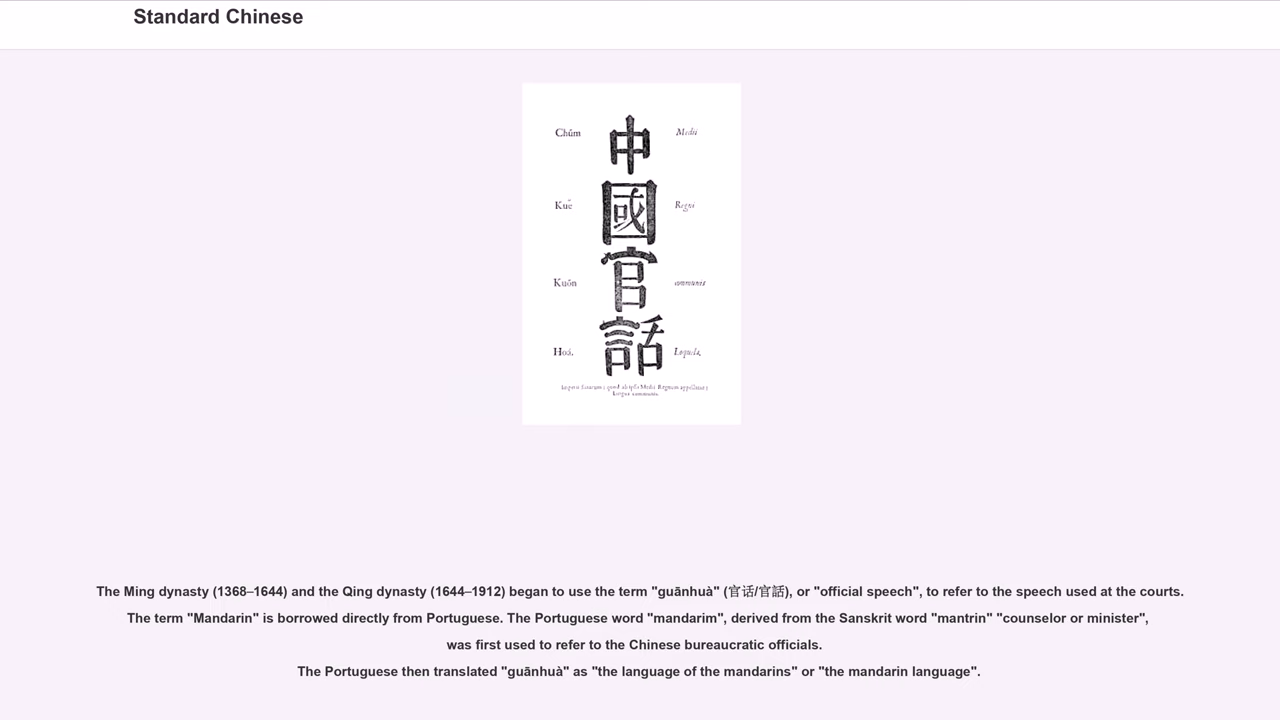 Standard Chinese
Chûm 中 Medii
Kuĕ 國 Regni
Kuōn 官 communis
Hoá. 話 Loquela,
Lingua communis.
The Ming dynasty (1368–1644) and the Qing dynasty (1644–1912) began to use the term "guānhuà" (官话/官話), or "official speech", to refer to the speech used at the courts.
The term "Mandarin" is borrowed directly from Portuguese. The Portuguese word "mandarim", derived from the Sanskrit word "mantrin" "counselor or minister",
was first used to refer to the Chinese bureaucratic officials.
The Portuguese then translated "guānhuà" as "the language of the mandarins" or "the mandarin language".